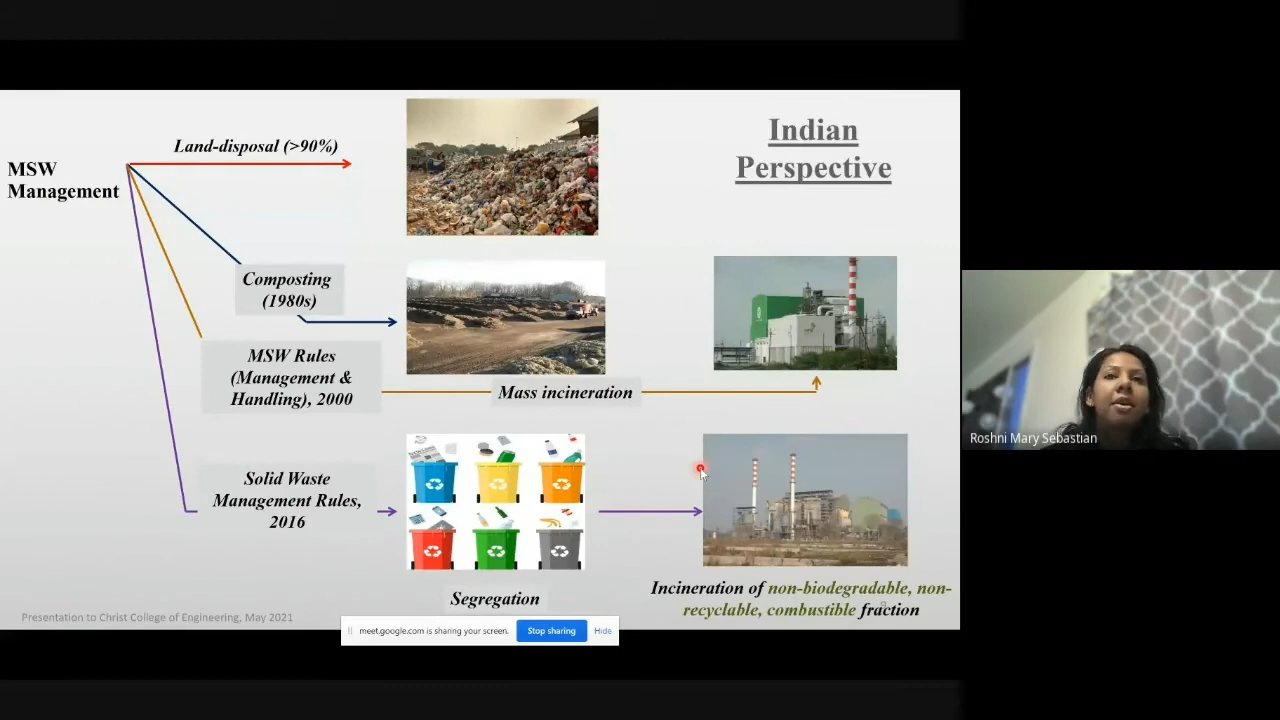 Indian
Perspective
MSW
Management
Land-disposal (>90%)
Composting
(1980s)
MSW Rules
(Management &
Handling), 2000
Mass incineration
Solid Waste
Management Rules,
2016
Segregation
Incineration of non-biodegradable, non-
recyclable, combustible fraction
Presentation to Christ College of Engineering, May 2021
meet.google.com is sharing your screen.
Stop sharing
Hide
Roshni Mary Sebastian